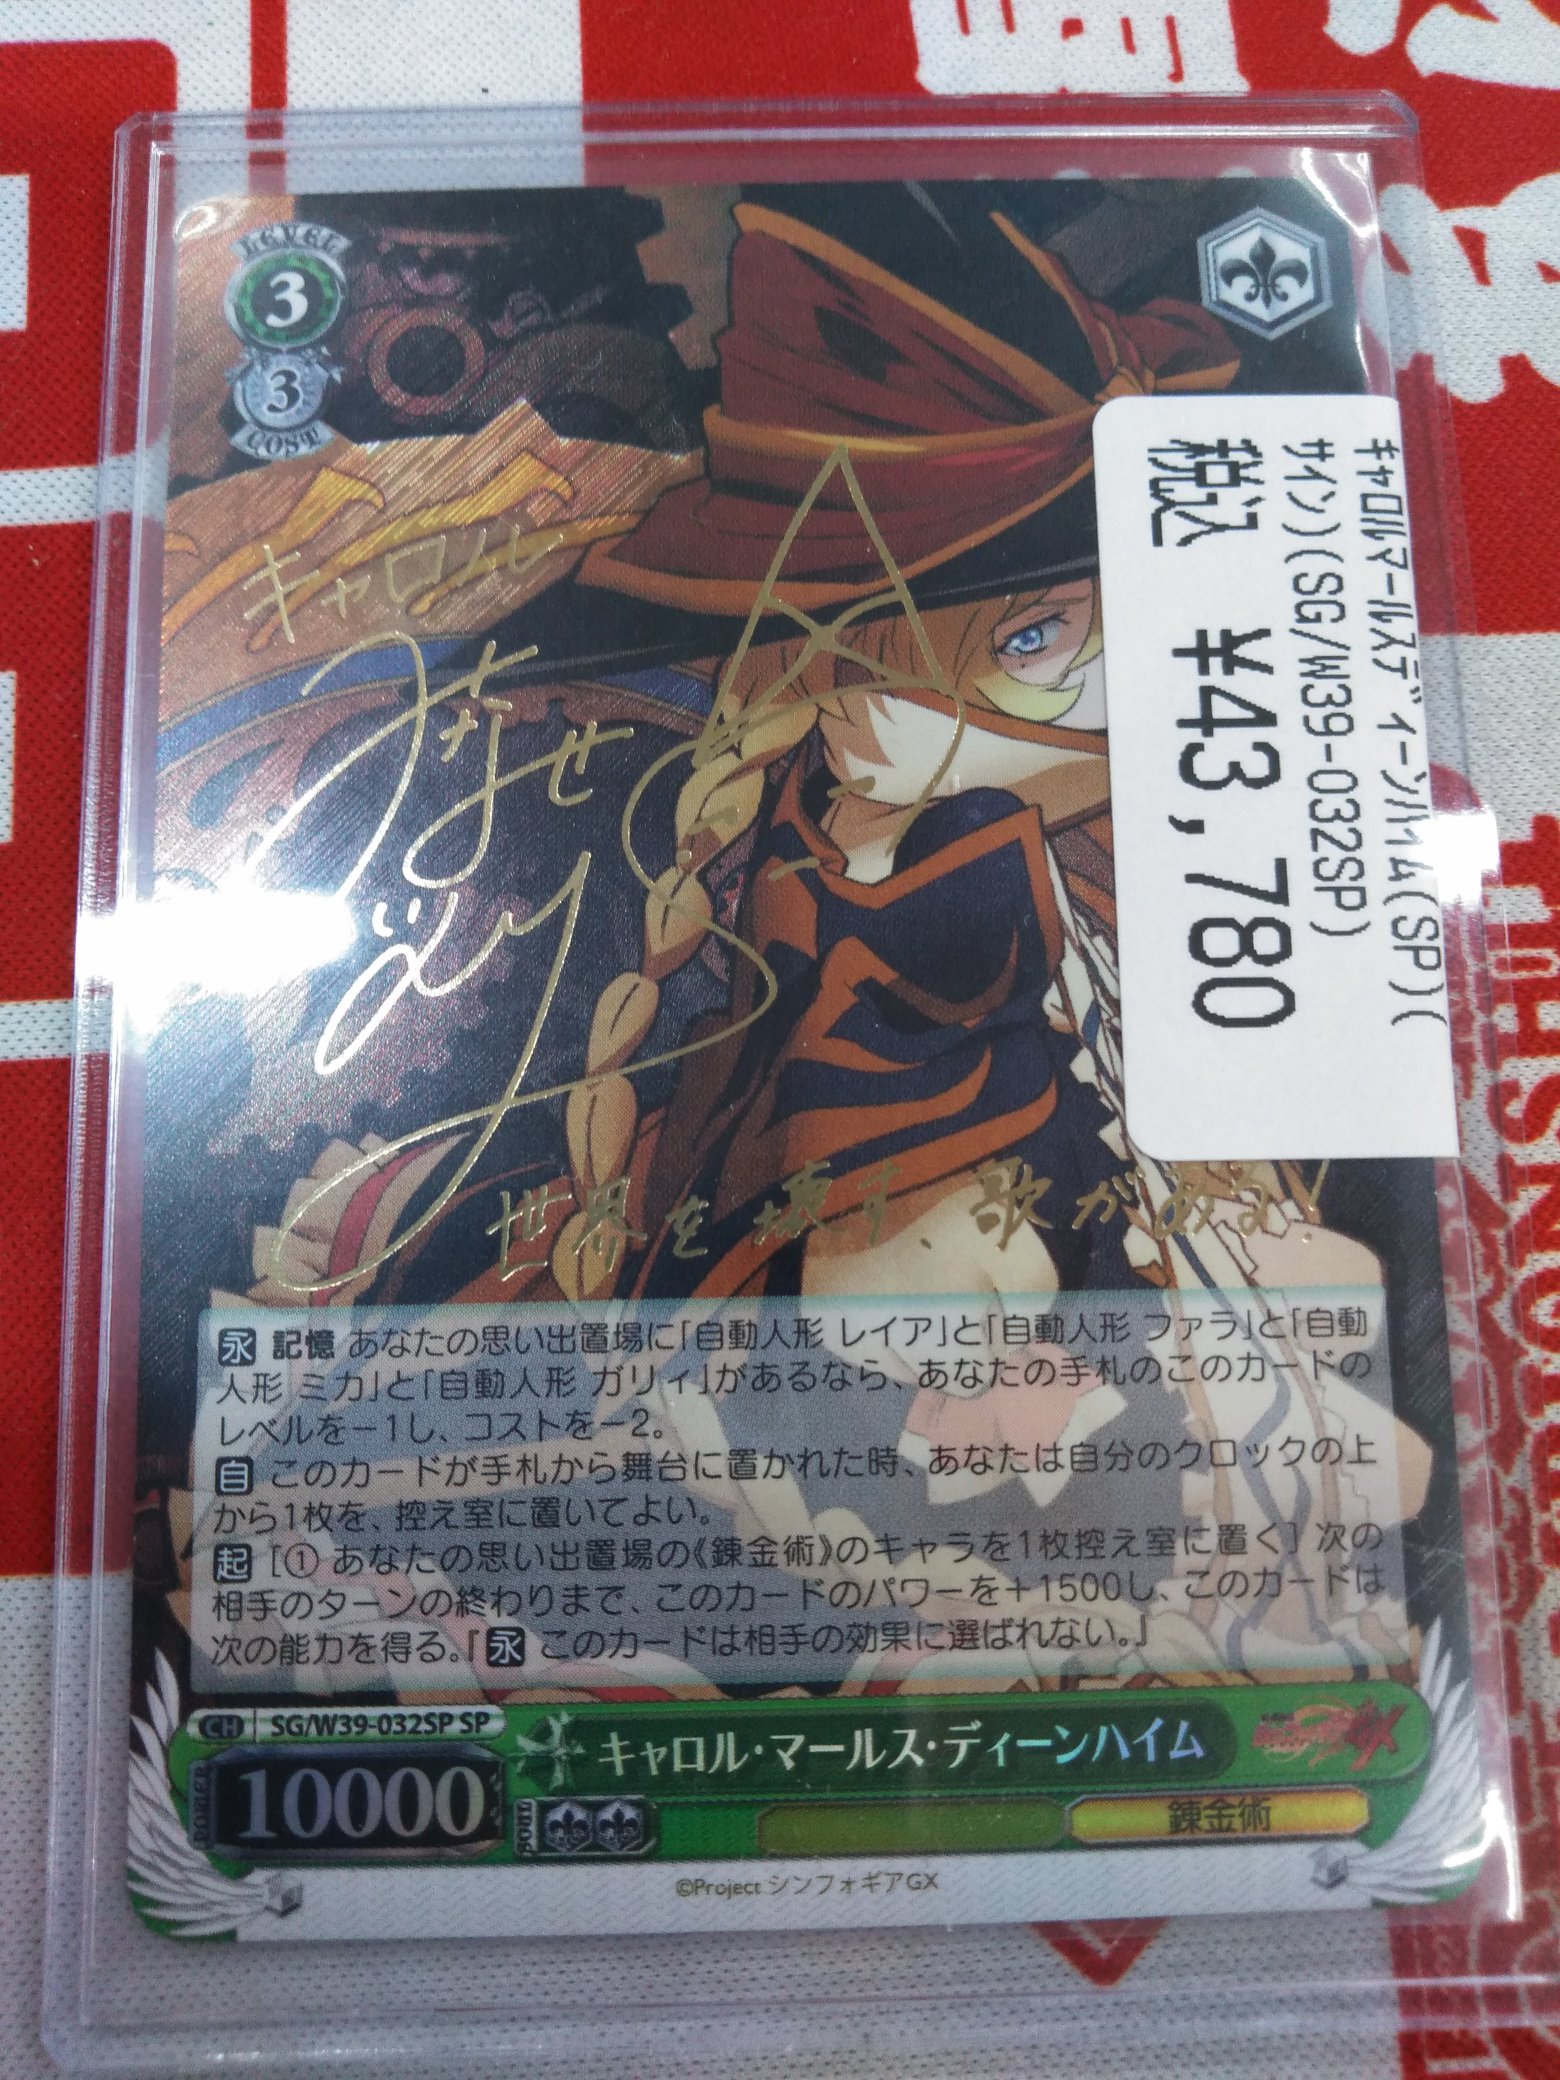 LEVEL
3
3
COST
キャロルマールスディーンハイム(SP)(
サイン)(SG/W39-032SP)
税込 ¥43,780
キャロル
世界を壊す、歌がある!
永 記憶 あなたの思い出置場に「自動人形 レイア」と「自動人形 ファラ」と「自動
人形 ミカ」と「自動人形 ガリィ」があるなら、あなたの手札のこのカードの
レベルを−1し、コストを−2。
自 このカードが手札から舞台に置かれた時、あなたは自分のクロックの上
から1枚を、控え室に置いてよい。
起 [① あなたの思い出置場の《錬金術》のキャラを1枚控え室に置く] 次の
相手のターンの終わりまで、このカードのパワーを+1500し、このカードは
次の能力を得る。『永 このカードは相手の効果に選ばれない。』
CH SG/W39-032SP SP
キャロル・マールス・ディーンハイム
POWER 10000
SOUL
錬金術
©Project シンフォギアGX